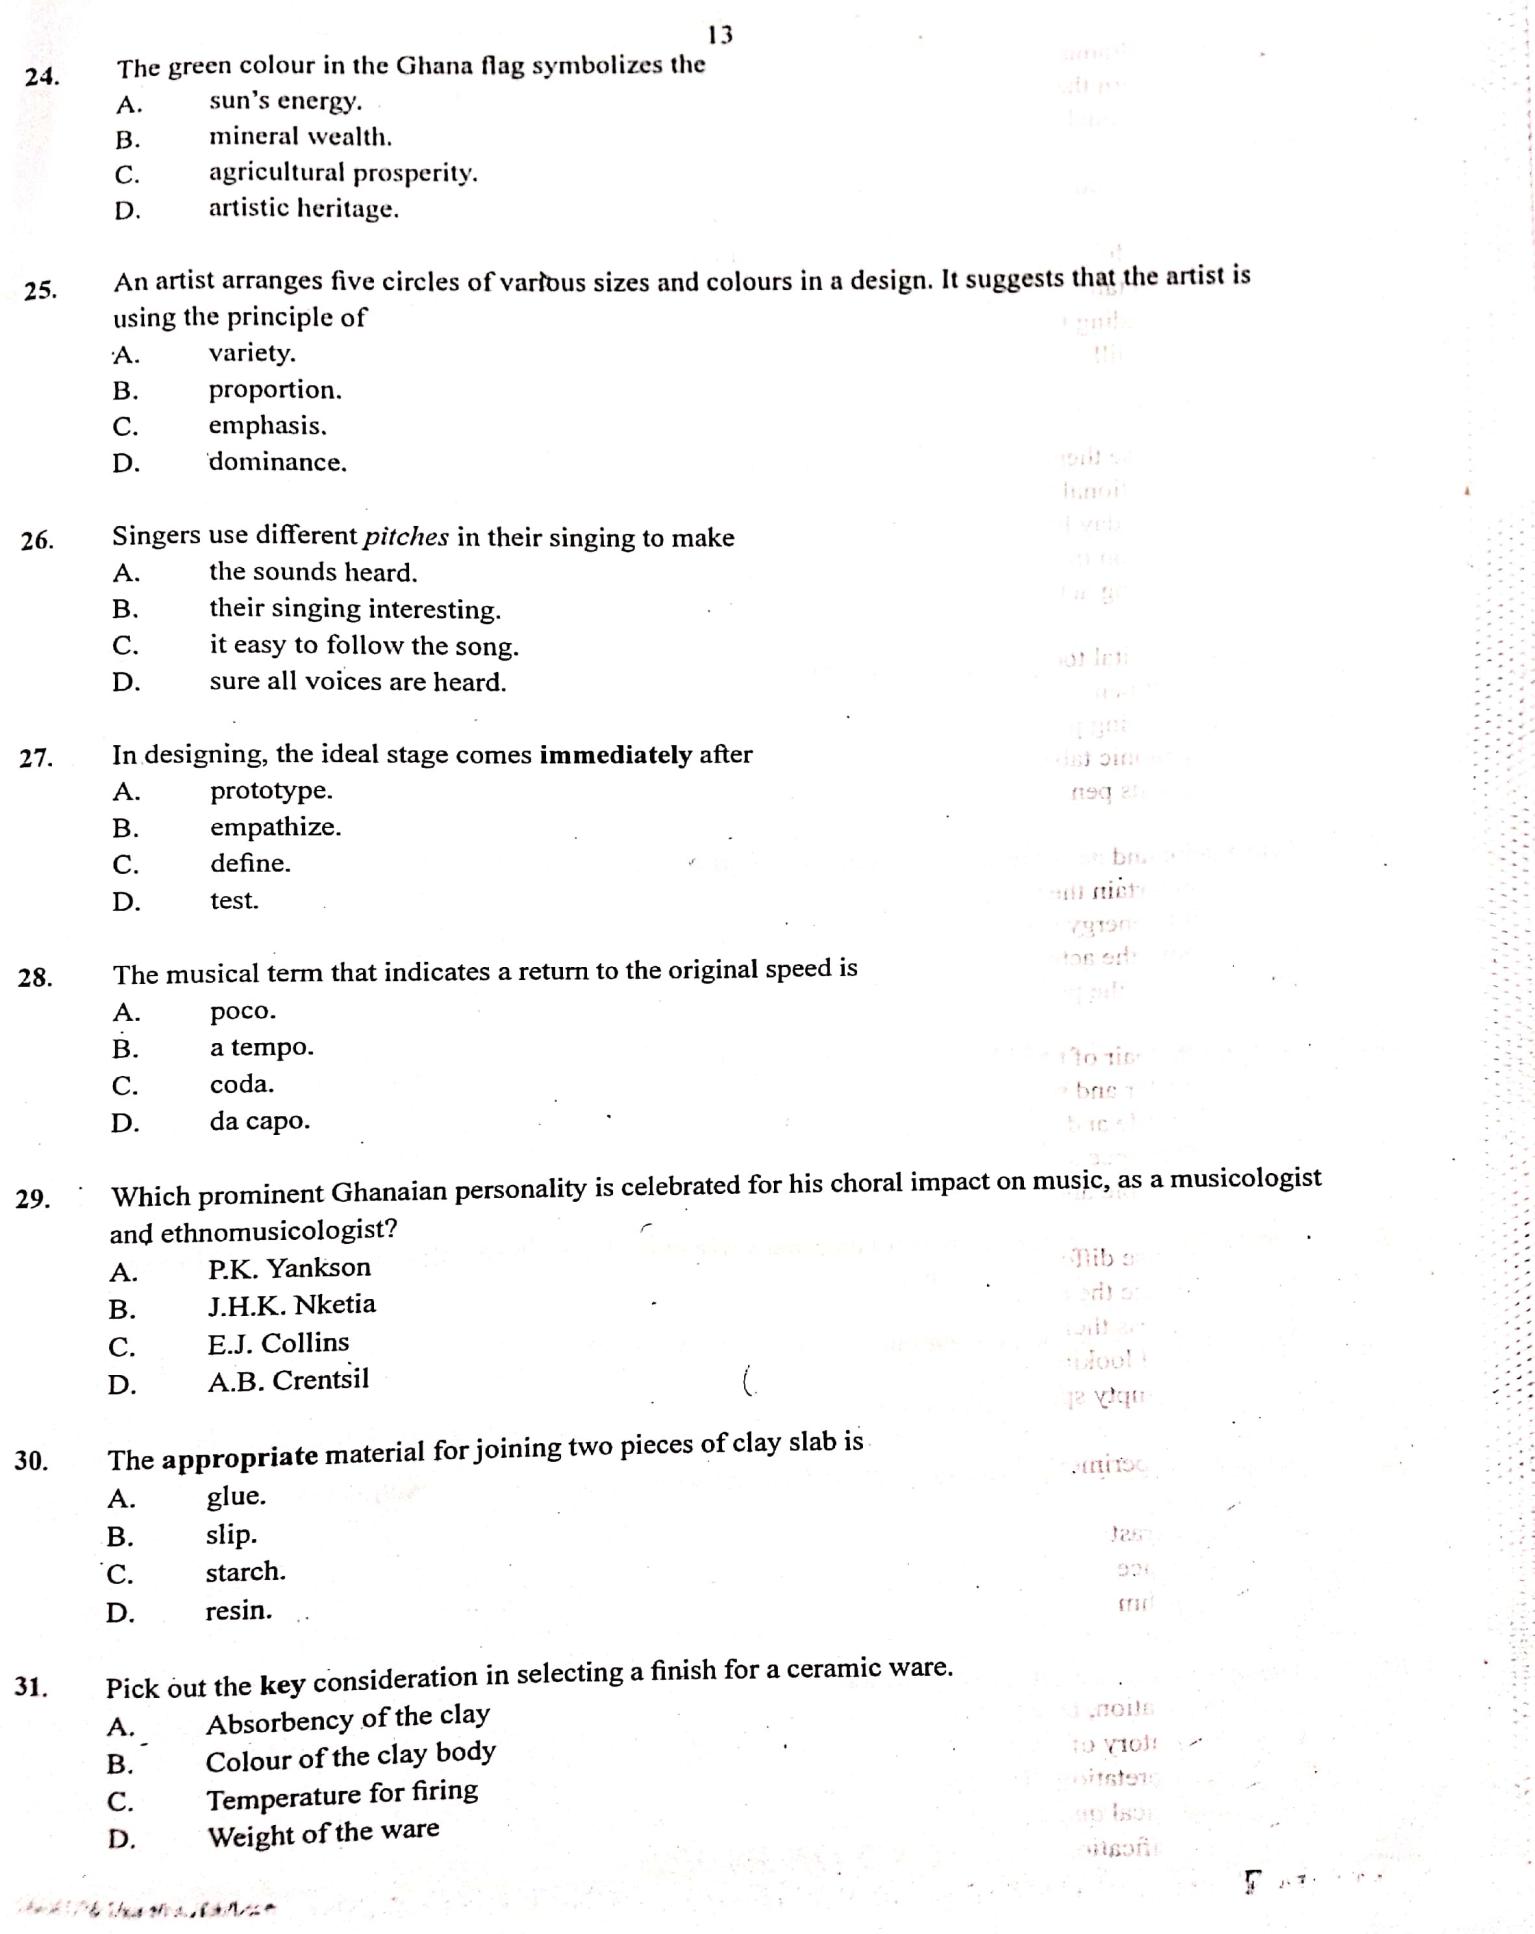 13
24. The green colour in the Ghana flag symbolizes the
A. sun's energy.
B. mineral wealth.
C. agricultural prosperity.
D. artistic heritage.
25. An artist arranges five circles of various sizes and colours in a design. It suggests that the artist is
using the principle of
A. variety.
B. proportion.
C. emphasis.
D. dominance.
26. Singers use different pitches in their singing to make
A. the sounds heard.
B. their singing interesting.
C. it easy to follow the song.
D. sure all voices are heard.
27. In designing, the ideal stage comes immediately after
A. prototype.
B. empathize.
C. define.
D. test.
28. The musical term that indicates a return to the original speed is
A. poco.
B. a tempo.
C. coda.
D. da capo.
29. Which prominent Ghanaian personality is celebrated for his choral impact on music, as a musicologist
and ethnomusicologist?
A. P.K. Yankson
B. J.H.K. Nketia
C. E.J. Collins
D. A.B. Crentsil
30. The appropriate material for joining two pieces of clay slab is
A. glue.
B. slip.
C. starch.
D. resin.
31. Pick out the key consideration in selecting a finish for a ceramic ware.
A. Absorbency of the clay
B. Colour of the clay body
C. Temperature for firing
D. Weight of the ware